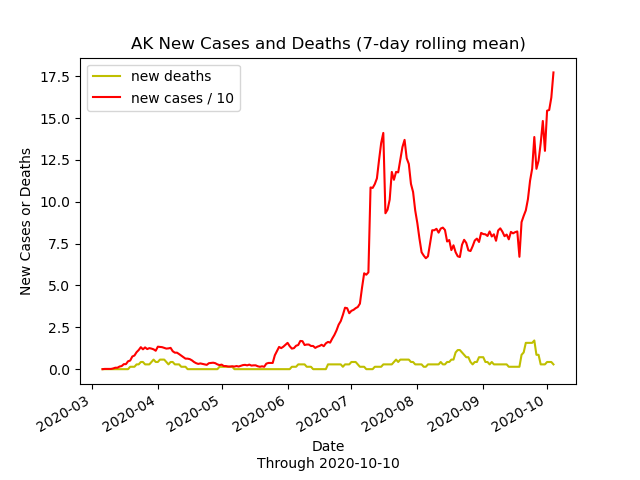 AK New Cases and Deaths (7-day rolling mean)
new deaths
new cases / 10
17.5
15.0
12.5
10.0
7.5
5.0
2.5
0.0
New Cases or Deaths
2020-03
2020-04
2020-05
2020-06
2020-07
2020-08
2020-09
2020-10
Date
Through 2020-10-10